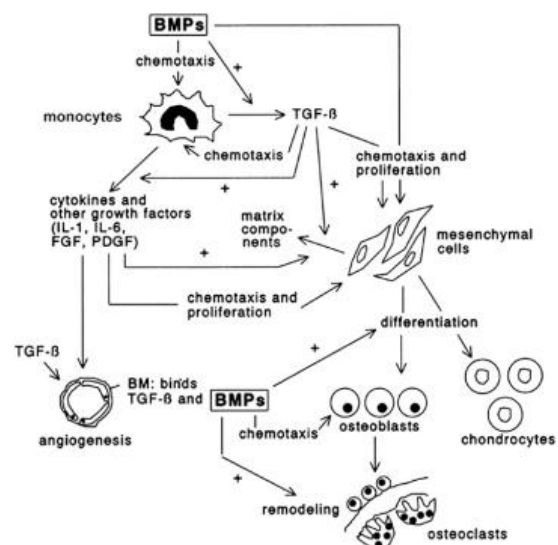 BMPs
chemotaxis
+
monocytes
TGF-ß
chemotaxis
chemotaxis and
proliferation
+
+
cytokines and
other growth factors
(IL-1, IL-6,
FGF, PDGF)
matrix
compo-
nents
mesenchymal
cells
+
chemotaxis and
proliferation
differentiation
TGF-ß
+
BM: binds
TGF-ß and
BMPs
angiogenesis
chemotaxis
osteoblasts
chondrocytes
+
remodeling
osteoclasts